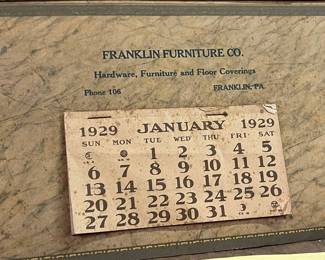 FRANKLIN FURNITURE CO.
Hardware, Furniture and Floor Coverings
Phone 106 FRANKLIN, PA
1929 JANUARY 1929
SUN MON TUE WED THU FRI SAT
1 2 3 4 5
6 7 8 9 10 11 12
13 14 15 16 17 18 19
20 21 22 23 24 25 26
27 28 29 30 31